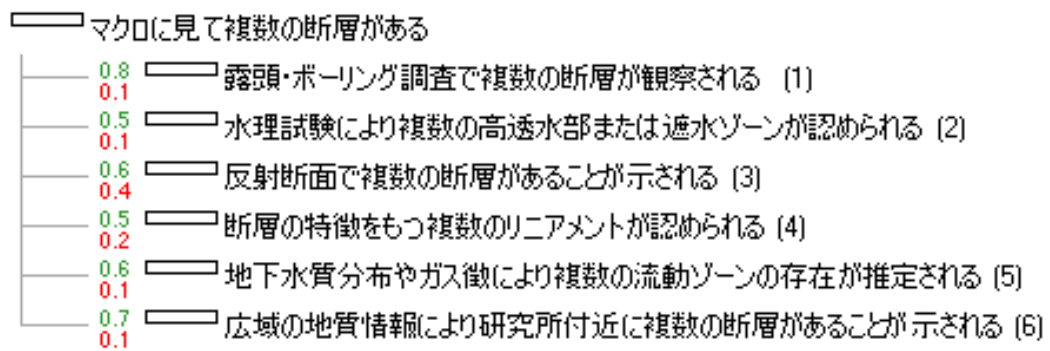 マクロに見て複数の断層がある
0.8 露頭・ボーリング調査で複数の断層が観察される (1)
0.1
0.5 水理試験により複数の高透水部または遮水ゾーンが認められる (2)
0.1
0.6 反射断面で複数の断層があることが示される (3)
0.4
0.5 断層の特徴をもつ複数のリニアメントが認められる (4)
0.2
0.6 地下水質分布やガス徴により複数の流動ゾーンの存在が推定される (5)
0.1
0.7 広域の地質情報により研究所付近に複数の断層があることが示される (6)
0.1